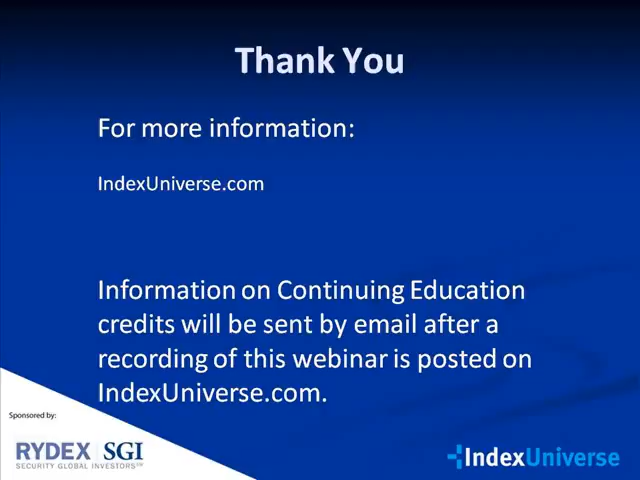 Thank You
For more information:
IndexUniverse.com
Information on Continuing Education
credits will be sent by email after a
recording of this webinar is posted on
IndexUniverse.com.
Sponsored by:
RYDEX | SGI
SECURITY GLOBAL INVESTORS℠
IndexUniverse